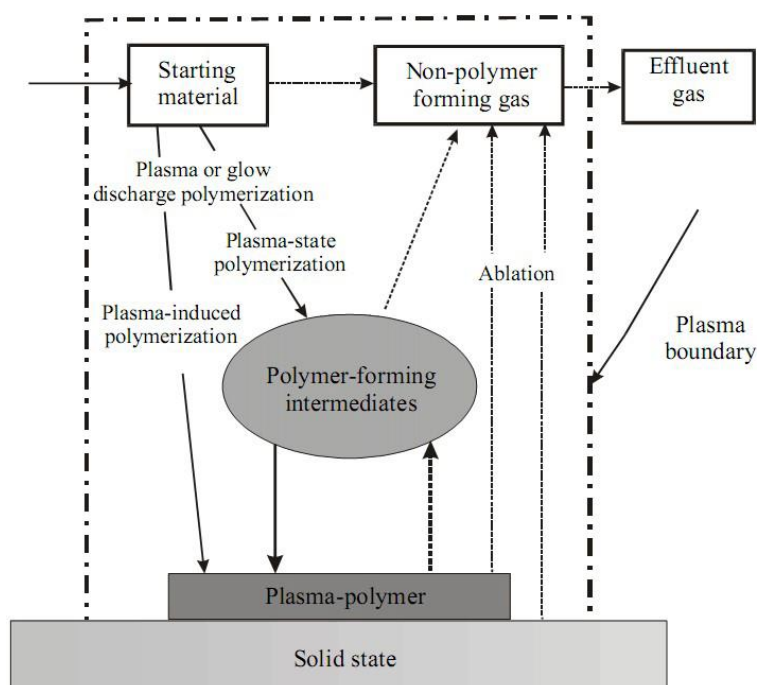 Starting
material
Non-polymer
forming gas
Effluent
gas
Plasma or glow
discharge polymerization
Plasma-state
polymerization
Ablation
Plasma-induced
polymerization
Plasma
boundary
Polymer-forming
intermediates
Plasma-polymer
Solid state